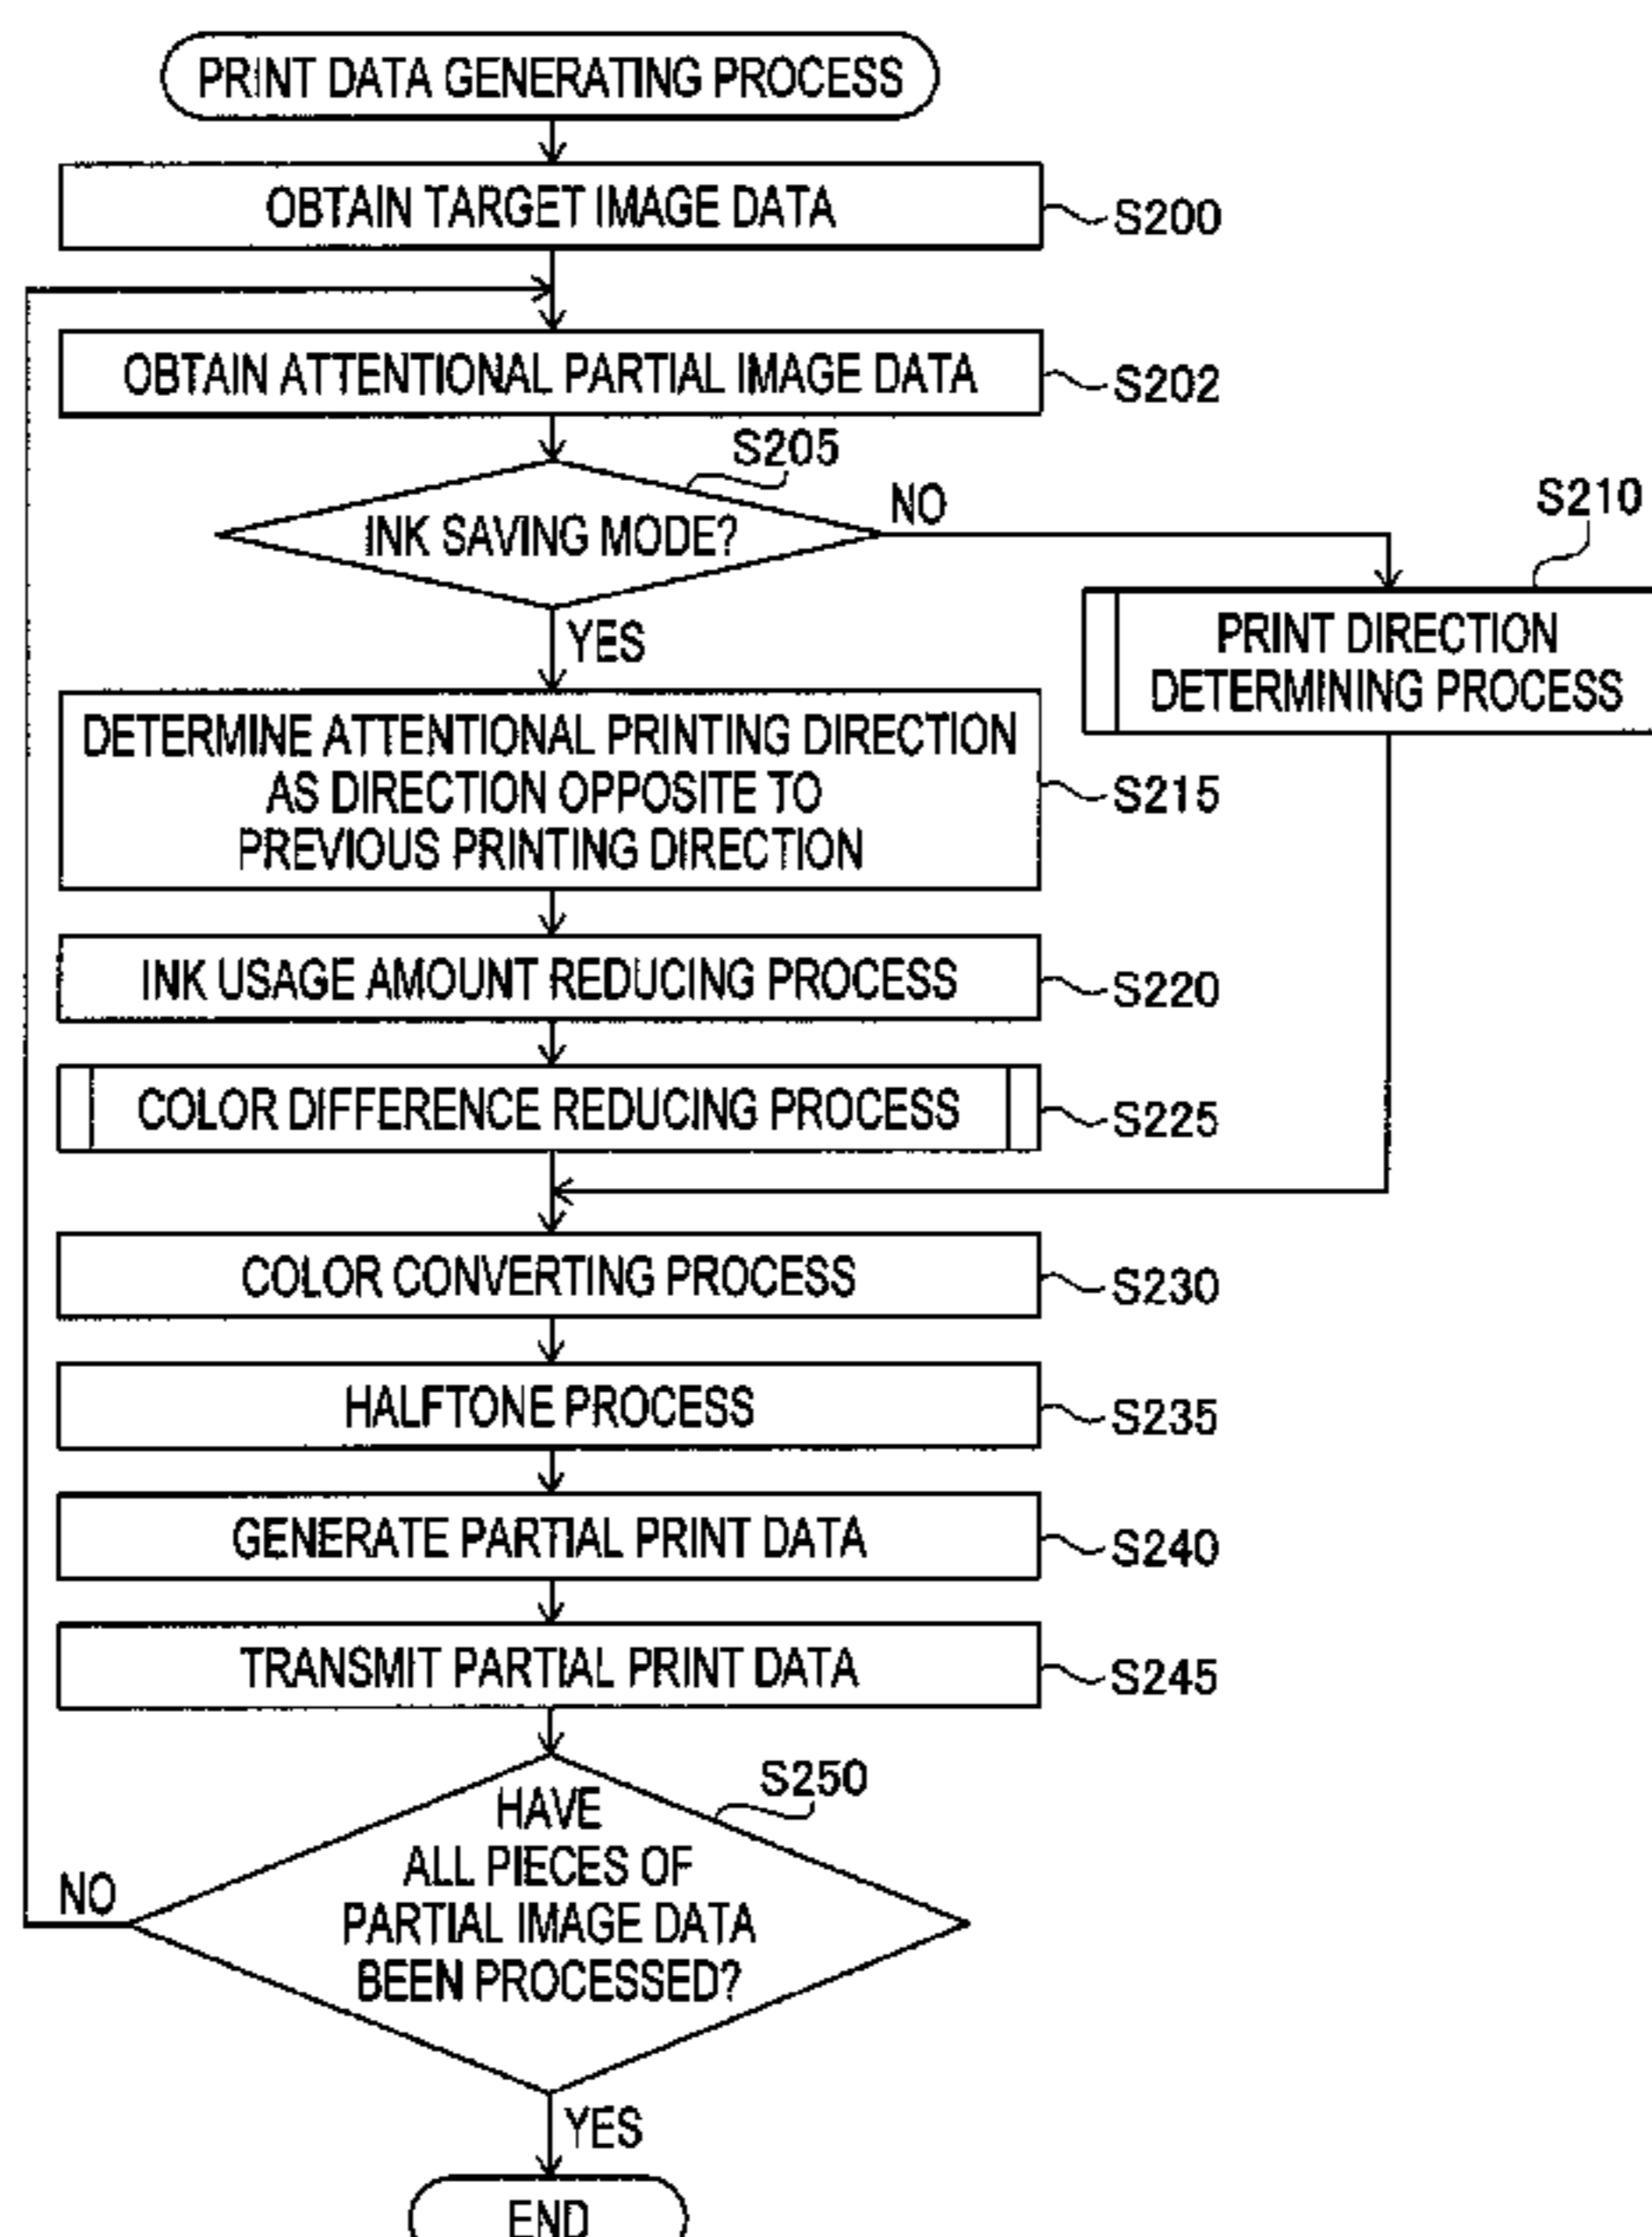 PRINT DATA GENERATING PROCESS
OBTAIN TARGET IMAGE DATA
S200
OBTAIN ATTENTIONAL PARTIAL IMAGE DATA
S202
S205
INK SAVING MODE?
NO
S210
PRINT DIRECTION
DETERMINING PROCESS
YES
DETERMINE ATTENTIONAL PRINTING DIRECTION
AS DIRECTION OPPOSITE TO
PREVIOUS PRINTING DIRECTION
S215
INK USAGE AMOUNT REDUCING PROCESS
S220
COLOR DIFFERENCE REDUCING PROCESS
S225
COLOR CONVERTING PROCESS
S230
HALFTONE PROCESS
S235
GENERATE PARTIAL PRINT DATA
S240
TRANSMIT PARTIAL PRINT DATA
S245
S250
HAVE
ALL PIECES OF
PARTIAL IMAGE DATA
BEEN PROCESSED?
NO
YES
END